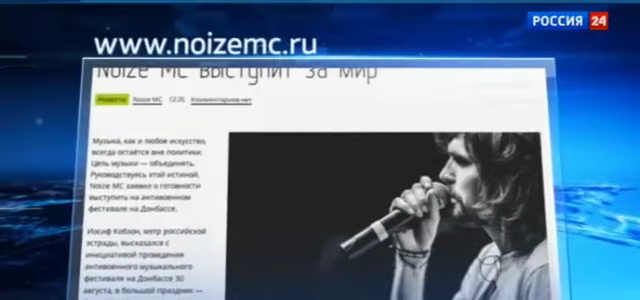 РОССИЯ 24
www.noizemc.ru
Noize MC выступит за мир
Новости Noize MC 12:35 Комментариев нет
Музыка, как и любое искусство,
всегда остаётся вне политики.
Цель музыки — объединять.
Руководствуясь этой истиной,
Noize MC заявил о готовности
выступить на антивоенном
фестивале на Донбассе.
Иосиф Кобзон, мэтр российской
эстрады, высказался с
инициативой проведения
антивоенного музыкального
фестиваля на Донбассе 30
августа, в большой праздник —